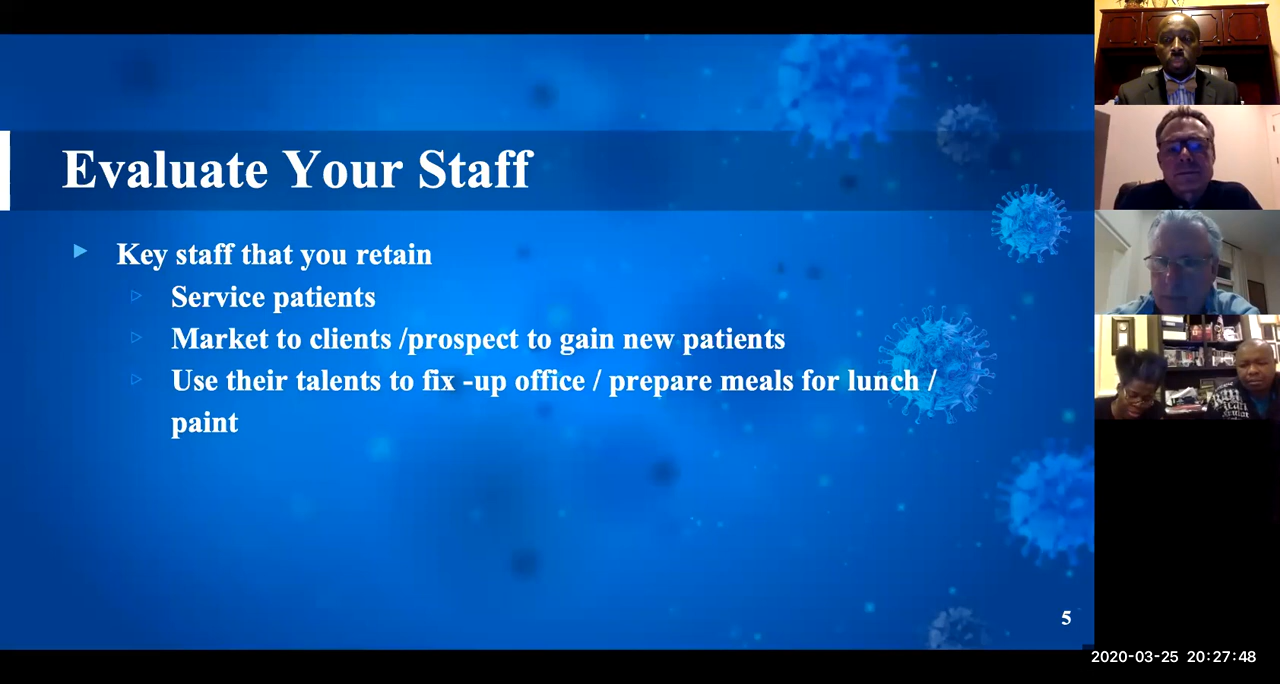 Evaluate Your Staff
Key staff that you retain
Service patients
Market to clients /prospect to gain new patients
Use their talents to fix -up office / prepare meals for lunch /
paint
5
2020-03-25 20:27:48